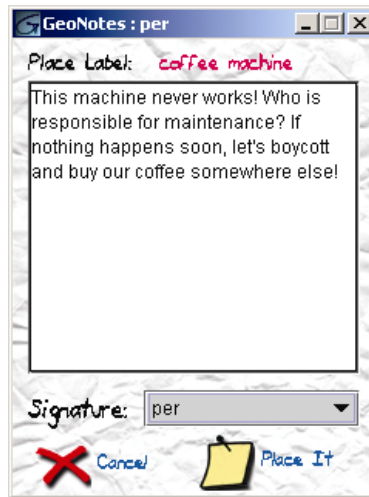 GeoNotes : per
Place Label: coffee machine
This machine never works! Who is
responsible for maintenance? If
nothing happens soon, let's boycott
and buy our coffee somewhere else!
Signature: per
Cancel Place It